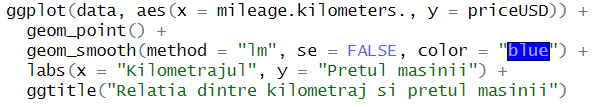 ggplot(data, aes(x = mileage.kilometers., y = priceUSD)) +
geom_point() +
geom_smooth(method = "lm", se = FALSE, color = "blue") +
labs(x = "Kilometrajul", y = "Pretul masinii") +
ggtitle("Relatia dintre kilometraj si pretul masinii")